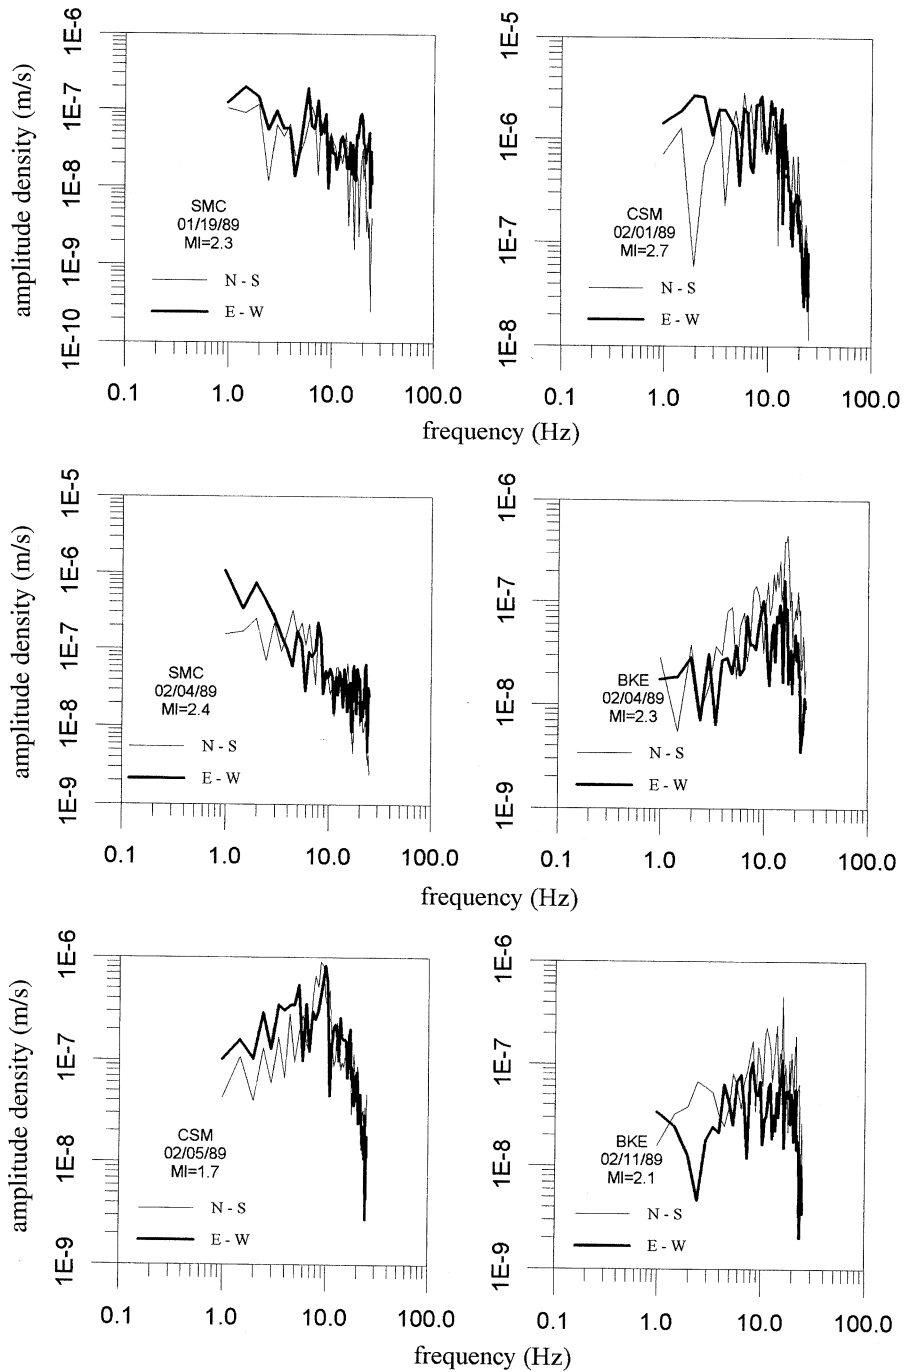 amplitude density (m/s)
1E-6
1E-7
1E-8
1E-9
1E-10
SMC
01/19/89
Ml=2.3
N - S
E - W
0.1
1.0
10.0
100.0
1E-5
1E-6
1E-7
1E-8
CSM
02/01/89
Ml=2.7
N - S
E - W
0.1
1.0
10.0
100.0
frequency (Hz)
amplitude density (m/s)
1E-5
1E-6
1E-7
1E-8
1E-9
SMC
02/04/89
Ml=2.4
N - S
E - W
0.1
1.0
10.0
100.0
1E-6
1E-7
1E-8
1E-9
BKE
02/04/89
Ml=2.3
N - S
E - W
0.1
1.0
10.0
100.0
frequency (Hz)
amplitude density (m/s)
1E-6
1E-7
1E-8
1E-9
CSM
02/05/89
Ml=1.7
N - S
E - W
0.1
1.0
10.0
100.0
1E-6
1E-7
1E-8
1E-9
BKE
02/11/89
Ml=2.1
N - S
E - W
0.1
1.0
10.0
100.0
frequency (Hz)